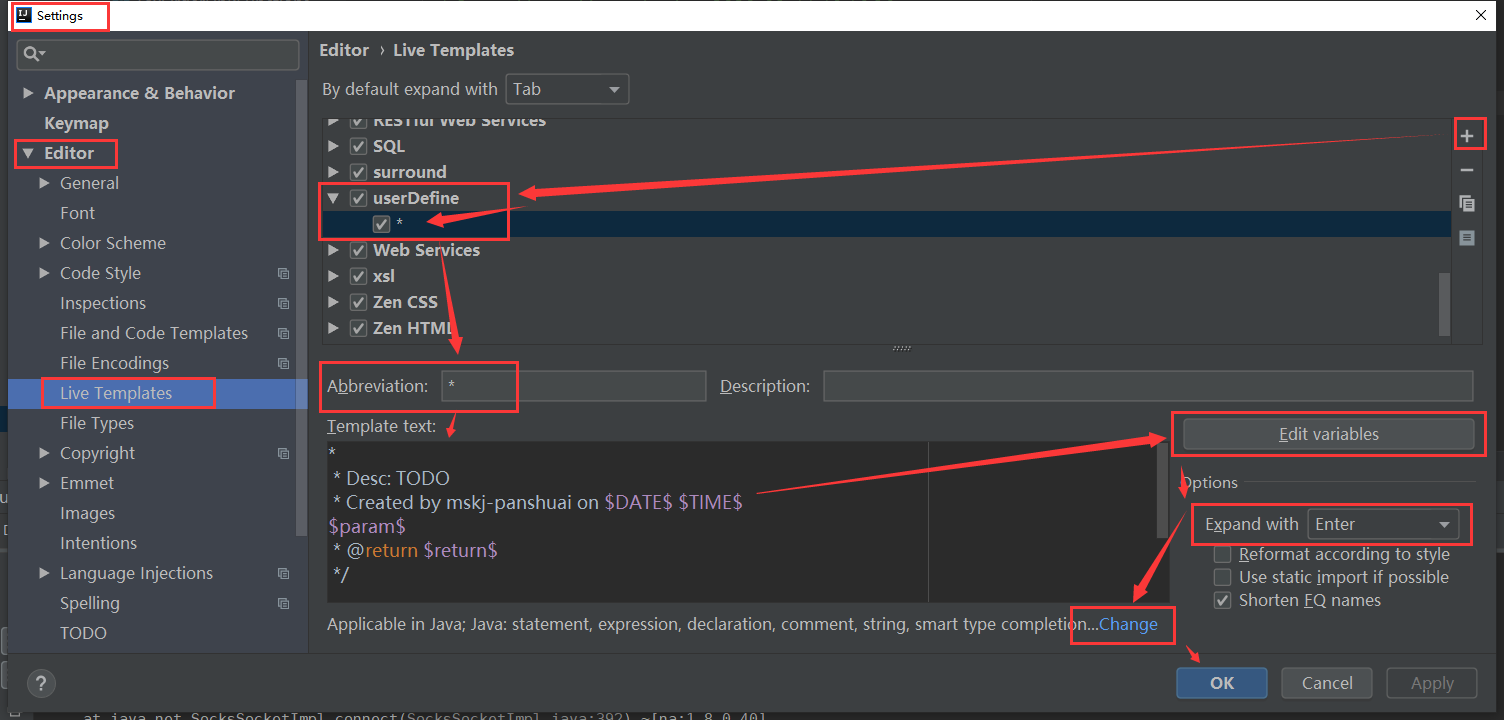 Settings
Appearance & Behavior
Keymap
Editor
General
Font
Color Scheme
Code Style
Inspections
File and Code Templates
File Encodings
Live Templates
File Types
Copyright
Emmet
Images
Intentions
Language Injections
Spelling
TODO
?
Editor › Live Templates
By default expand with Tab
RESTful Web Services
SQL
surround
userDefine
*
Web Services
xsl
Zen CSS
Zen HTML
Abbreviation: * Description:
Template text:
*
* Desc: TODO
* Created by mskj-panshuai on $DATE$ $TIME$
$param$
* @return $return$
*/
Edit variables
Options
Expand with Enter
Reformat according to style
Use static import if possible
Shorten FQ names
Applicable in Java; Java: statement, expression, declaration, comment, string, smart type completion...Change
OK Cancel Apply
at java.net.SocksSocketImpl.connect(SocksSocketImpl.java:392) ~[na:1.8.0_40]